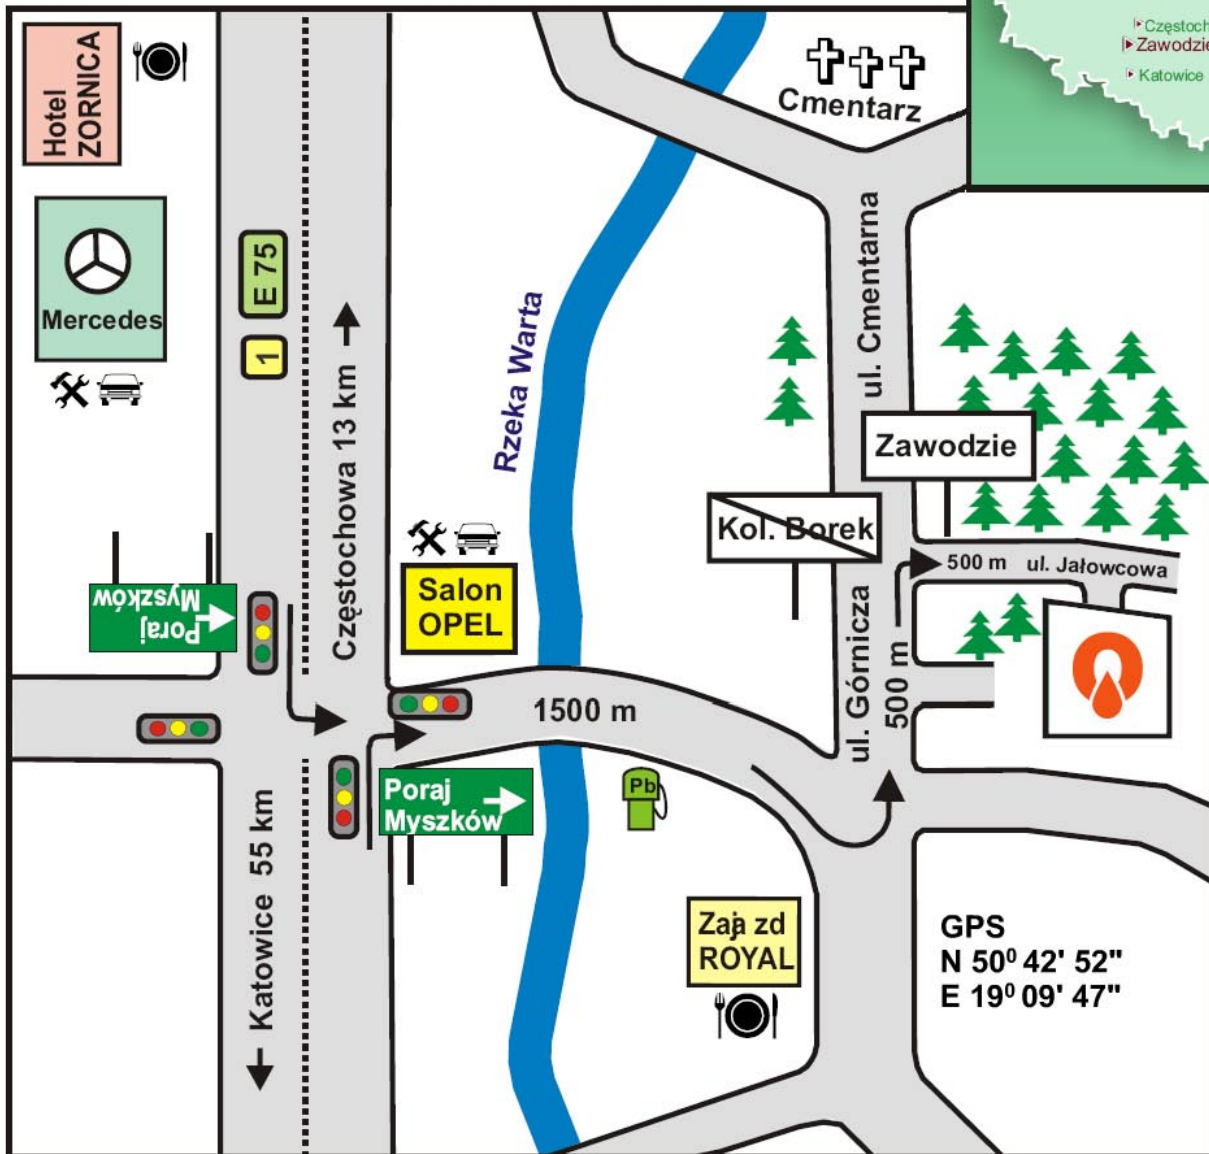 Hotel
ZORNICA
Cmentarz
Częstoch
Zawodzie
Katowice
Mercedes
E 75
1
Częstochowa 13 km
Rzeka Warta
ul. Cmentarna
Zawodzie
Kol. Borek
500 m ul. Jałowcowa
Poraj
Myszków
Salon
OPEL
1500 m
ul. Górnicza
500 m
Poraj
Myszków
Pb
Katowice 55 km
Zaja zd
ROYAL
GPS
N 50⁰ 42' 52"
E 19⁰ 09' 47"